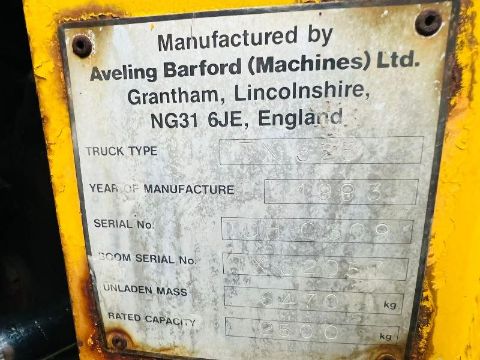 Manufactured by
Aveling Barford (Machines) Ltd.
Grantham, Lincolnshire,
NG31 6JE, England
TRUCK TYPE
YEAR OF MANUFACTURE 1983
SERIAL No.
BOOM SERIAL No.
UNLADEN MASS kg
RATED CAPACITY kg